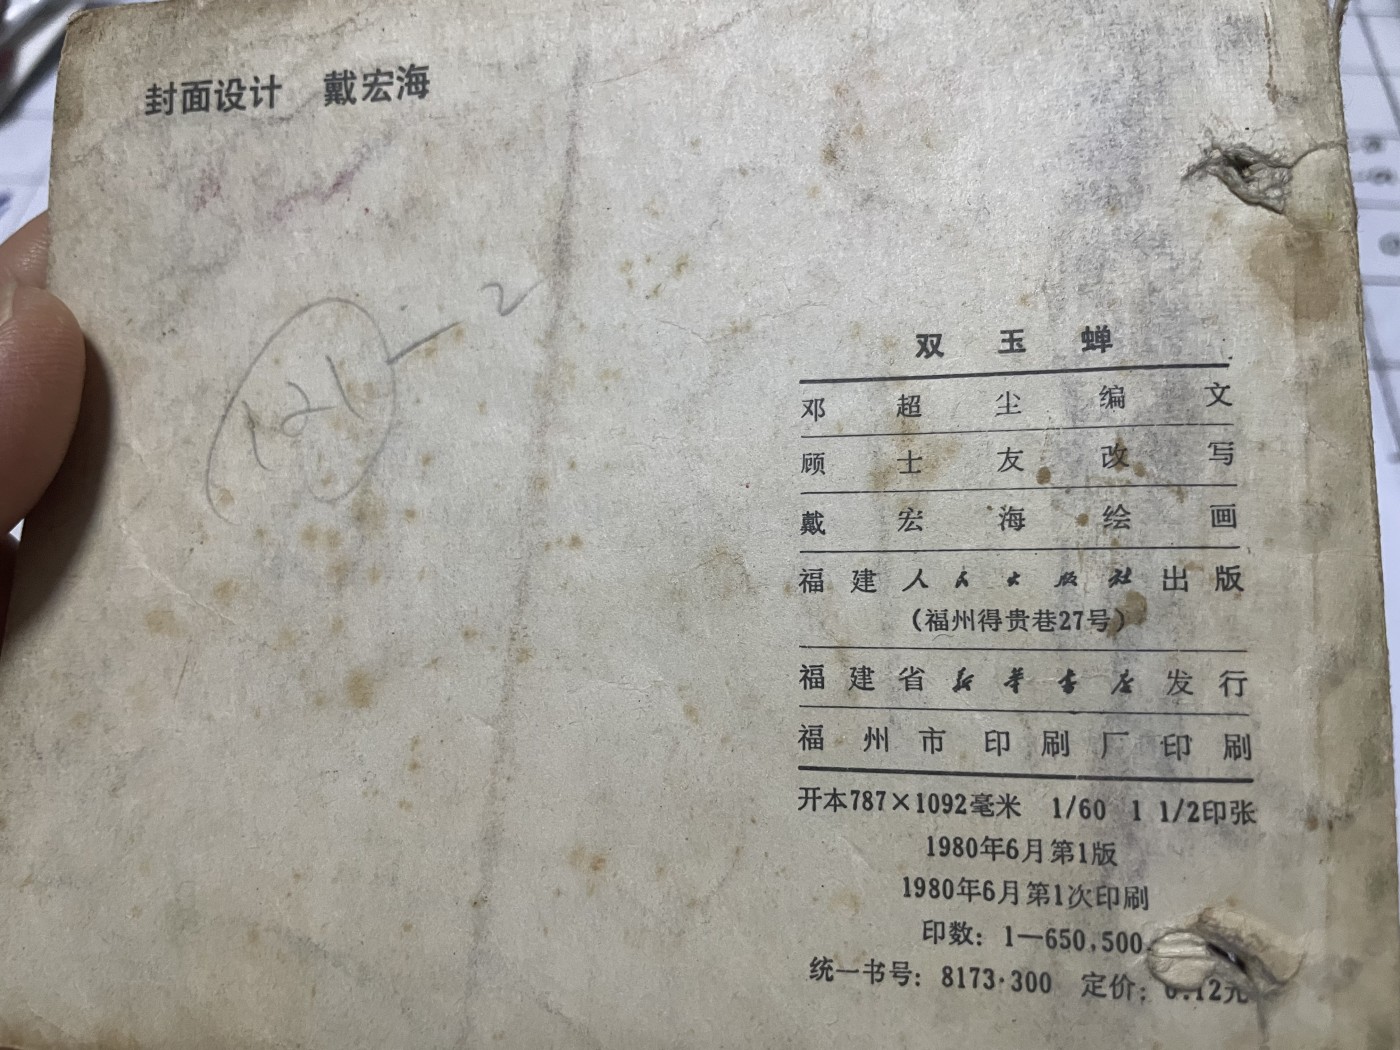 封面设计 戴宏海
121-2
双玉蝉
邓超尘编文
顾士友改写
戴宏海绘画
福建人民出版社出版
（福州得贵巷27号）
福建省新华书店发行
福州市印刷厂印刷
开本787×1092毫米 1/60 1 1/2印张
1980年6月第1版
1980年6月第1次印刷
印数：1—650,500
统一书号：8173·300 定价：0.12元